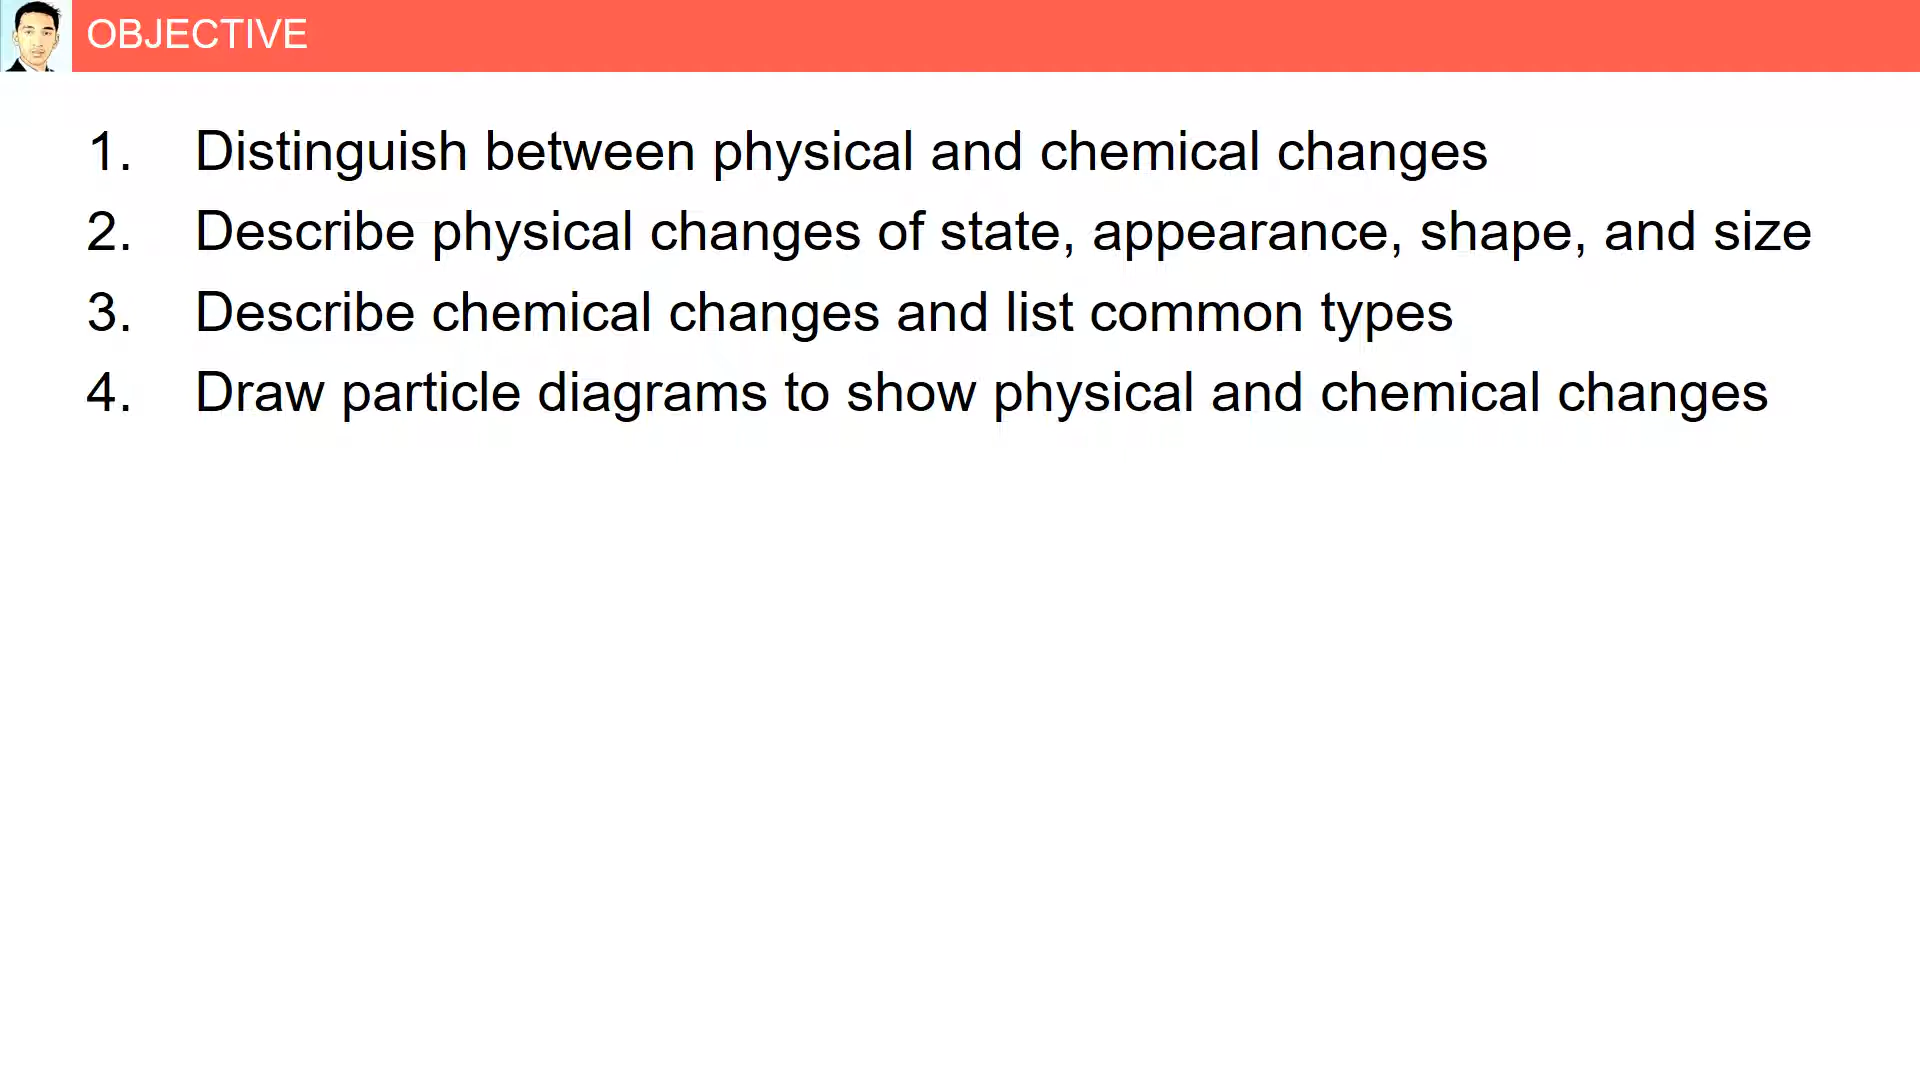 OBJECTIVE
1. Distinguish between physical and chemical changes
2. Describe physical changes of state, appearance, shape, and size
3. Describe chemical changes and list common types
4. Draw particle diagrams to show physical and chemical changes